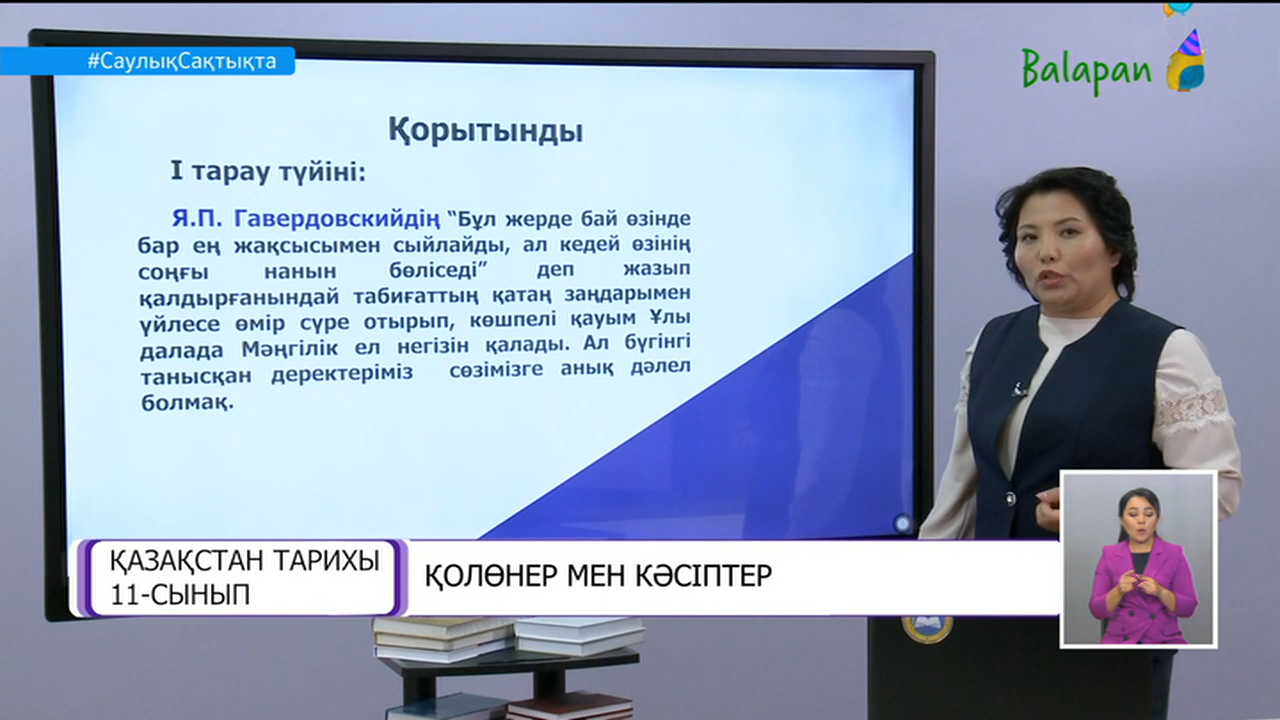 #СаулықСақтықта
Balapan
Қорытынды
I тарау түйіні:
Я.П. Гавердовскийдің "Бұл жерде бай өзінде
бар ең жақсысымен сыйлайды, ал кедей өзінің
соңғы нанын бөліседі" деп жазып
қалдырғанындай табиғаттың қатаң заңдарымен
үйлесе өмір сүре отырып, көшпелі қауым Ұлы
далада Мәңгілік ел негізін қалады. Ал бүгінгі
танысқан деректеріміз сөзімізге анық дәлел
болмақ.
ҚАЗАҚСТАН ТАРИХЫ
11-СЫНЫП
ҚОЛӨНЕР МЕН КӘСІПТЕР